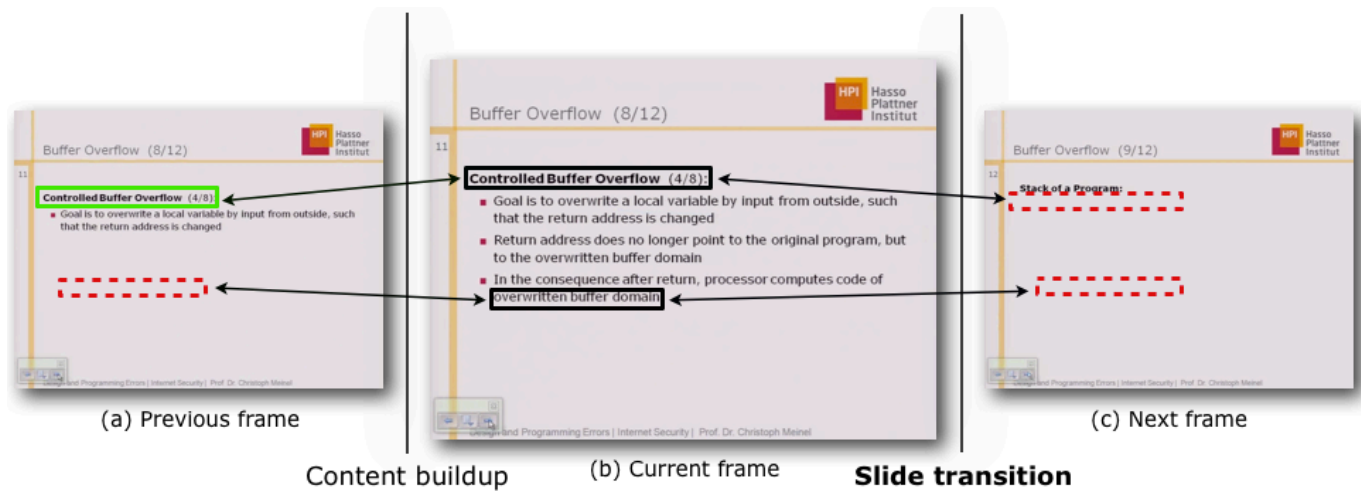 Buffer Overflow (8/12)
HPI Hasso
Plattner
Institut
11
Controlled Buffer Overflow (4/8):
Goal is to overwrite a local variable by input from outside, such
that the return address is changed
Design and Programming Errors | Internet Security | Prof. Dr. Christoph Meinel
(a) Previous frame
Buffer Overflow (8/12)
HPI Hasso
Plattner
Institut
11
Controlled Buffer Overflow (4/8):
Goal is to overwrite a local variable by input from outside, such
that the return address is changed
Return address does no longer point to the original program, but
to the overwritten buffer domain
In the consequence after return, processor computes code of
overwritten buffer domain
Design and Programming Errors | Internet Security | Prof. Dr. Christoph Meinel
(b) Current frame
Buffer Overflow (9/12)
HPI Hasso
Plattner
Institut
12
Stack of a Program:
Design and Programming Errors | Internet Security | Prof. Dr. Christoph Meinel
(c) Next frame
Content buildup
Slide transition